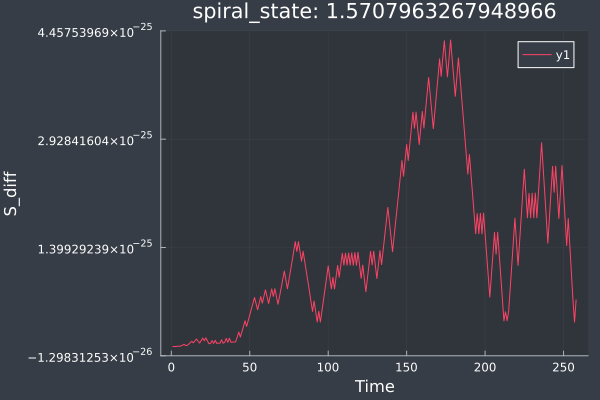 spiral_state: 1.5707963267948966
4.45753969×10⁻²⁵
y1
2.92841604×10⁻²⁵
S_diff
1.39929239×10⁻²⁵
−1.29831253×10⁻²⁶
0 50 100 150 200 250
Time